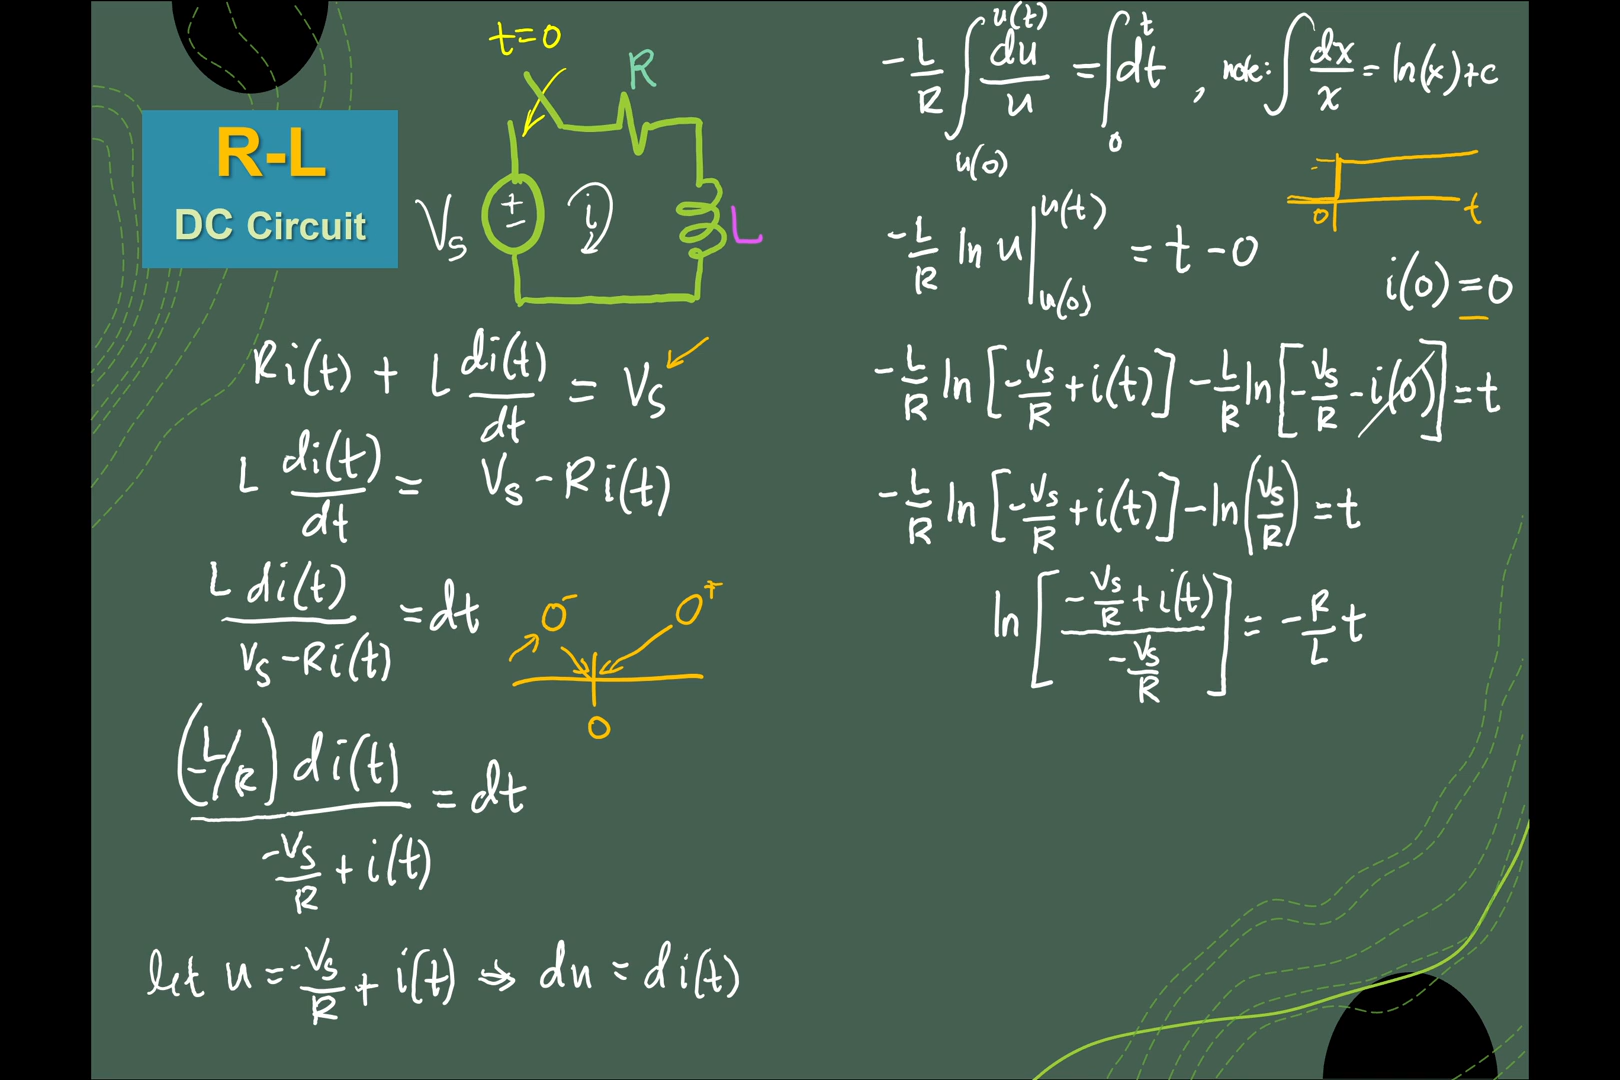 R-L
DC Circuit
t=0
R
Vs
+
−
i
L
Ri(t) + L di(t)/dt = Vs
L di(t)/dt = Vs − Ri(t)
L di(t)/(Vs − Ri(t)) = dt
0⁻
0⁺
0
(−L/R) di(t)/(−Vs/R + i(t)) = dt
let u = −Vs/R + i(t) ⇒ du = di(t)
−L/R ∫_{u(0)}^{u(t)} du/u = ∫_0^t dt , note: ∫ dx/x = ln(x)+c
0
t
−L/R ln u |_{u(0)}^{u(t)} = t − 0
i(0) = 0
−L/R ln [−Vs/R + i(t)] − L/R ln [−Vs/R − i(0)] = t
−L/R ln [−Vs/R + i(t)] − ln(Vs/R) = t
ln [(−Vs/R + i(t))/(−Vs/R)] = −R/L t